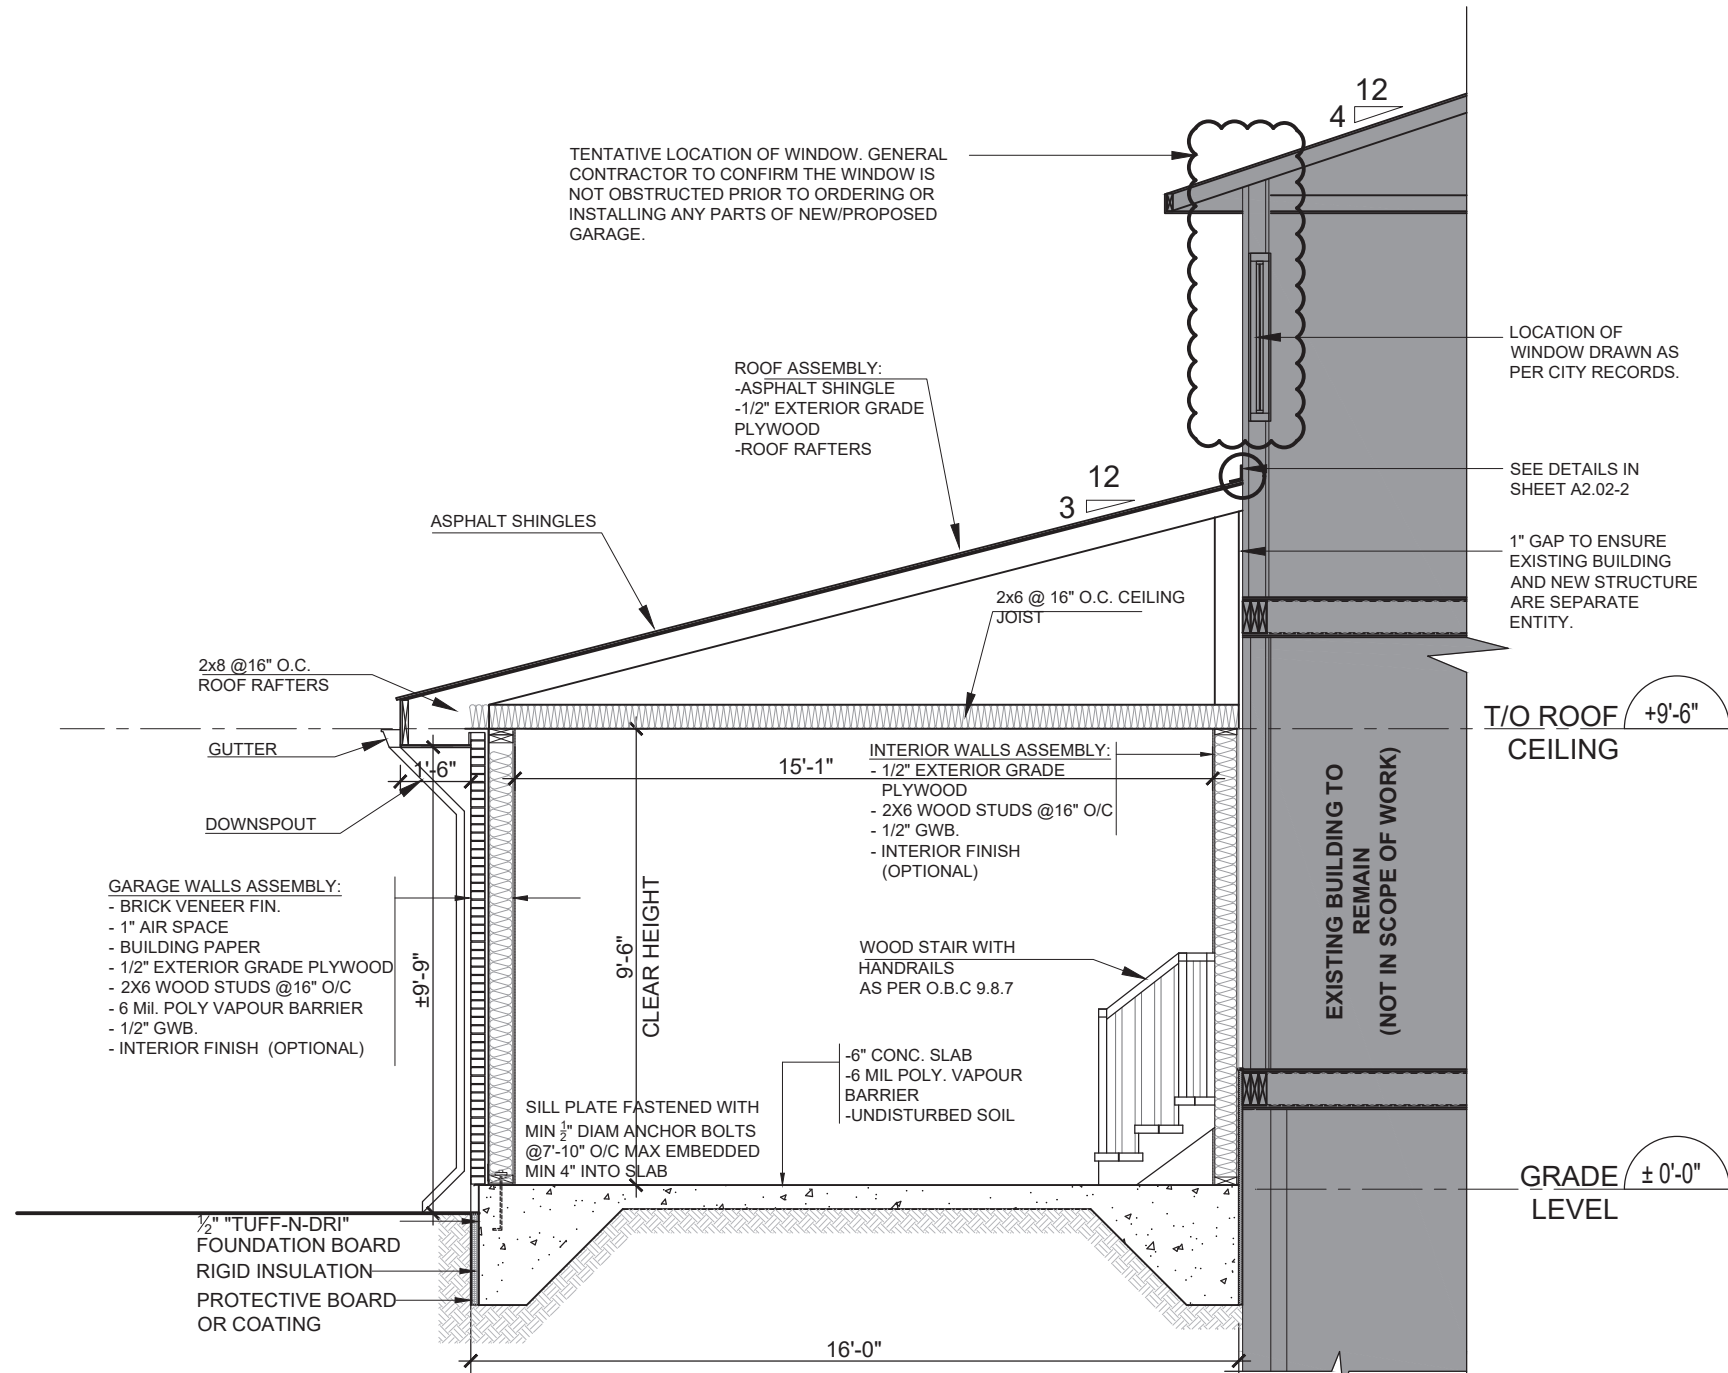 12
4
TENTATIVE LOCATION OF WINDOW. GENERAL
CONTRACTOR TO CONFIRM THE WINDOW IS
NOT OBSTRUCTED PRIOR TO ORDERING OR
INSTALLING ANY PARTS OF NEW/PROPOSED
GARAGE.
LOCATION OF
WINDOW DRAWN AS
PER CITY RECORDS.
ROOF ASSEMBLY:
-ASPHALT SHINGLE
-1/2" EXTERIOR GRADE
PLYWOOD
-ROOF RAFTERS
SEE DETAILS IN
SHEET A2.02-2
12
3
ASPHALT SHINGLES
1" GAP TO ENSURE
EXISTING BUILDING
AND NEW STRUCTURE
ARE SEPARATE
ENTITY.
2x6 @ 16" O.C. CEILING
JOIST
2x8 @16" O.C.
ROOF RAFTERS
T/O ROOF
CEILING
+9'-6"
GUTTER
1'-6"
15'-1"
INTERIOR WALLS ASSEMBLY:
- 1/2" EXTERIOR GRADE
PLYWOOD
- 2X6 WOOD STUDS @16" O/C
- 1/2" GWB.
- INTERIOR FINISH
(OPTIONAL)
EXISTING BUILDING TO
REMAIN
(NOT IN SCOPE OF WORK)
DOWNSPOUT
GARAGE WALLS ASSEMBLY:
- BRICK VENEER FIN.
- 1" AIR SPACE
- BUILDING PAPER
- 1/2" EXTERIOR GRADE PLYWOOD
- 2X6 WOOD STUDS @16" O/C
- 6 Mil. POLY VAPOUR BARRIER
- 1/2" GWB.
- INTERIOR FINISH (OPTIONAL)
±9'-9"
9'-6"
CLEAR HEIGHT
WOOD STAIR WITH
HANDRAILS
AS PER O.B.C 9.8.7
-6" CONC. SLAB
-6 MIL POLY. VAPOUR
BARRIER
-UNDISTURBED SOIL
SILL PLATE FASTENED WITH
MIN ½" DIAM ANCHOR BOLTS
@7'-10" O/C MAX EMBEDDED
MIN 4" INTO SLAB
GRADE
LEVEL
± 0'-0"
½" "TUFF-N-DRI"
FOUNDATION BOARD
RIGID INSULATION
PROTECTIVE BOARD
OR COATING
16'-0"